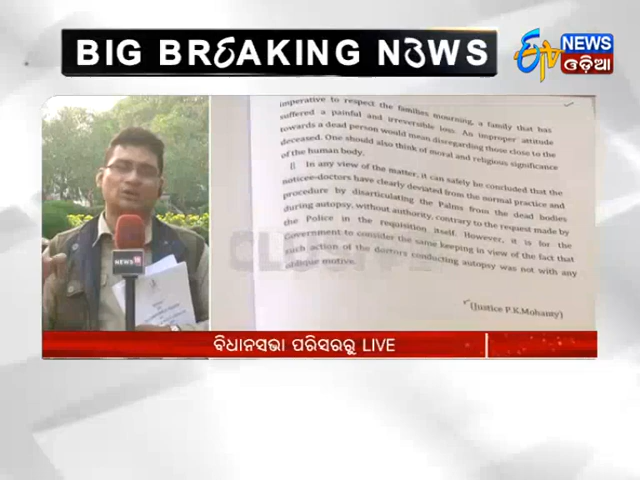 BIG BREAKING NEWS
ETV NEWS
ଓଡ଼ିଆ
imperative to respect the families mourning, a family that has
suffered a painful and irreversible loss. An improper attitude
towards a dead person would mean disregarding those close to the
deceased. One should also think of moral and religious significance
of the human body.
In any view of the matter, it can safely be concluded that the
noticee-doctors have clearly deviated from the normal practice and
procedure by disarticulating the Palms from the dead bodies
during autopsy, without authority, contrary to the request made by
the Police in the requisition itself. However, it is for the
Government to consider the same keeping in view of the fact that
such action of the doctors conducting autopsy was not with any
oblique motive.
(Justice P.K.Mohanty)
NEWS18
ବିଧାନସଭା ପରିସରରୁ LIVE